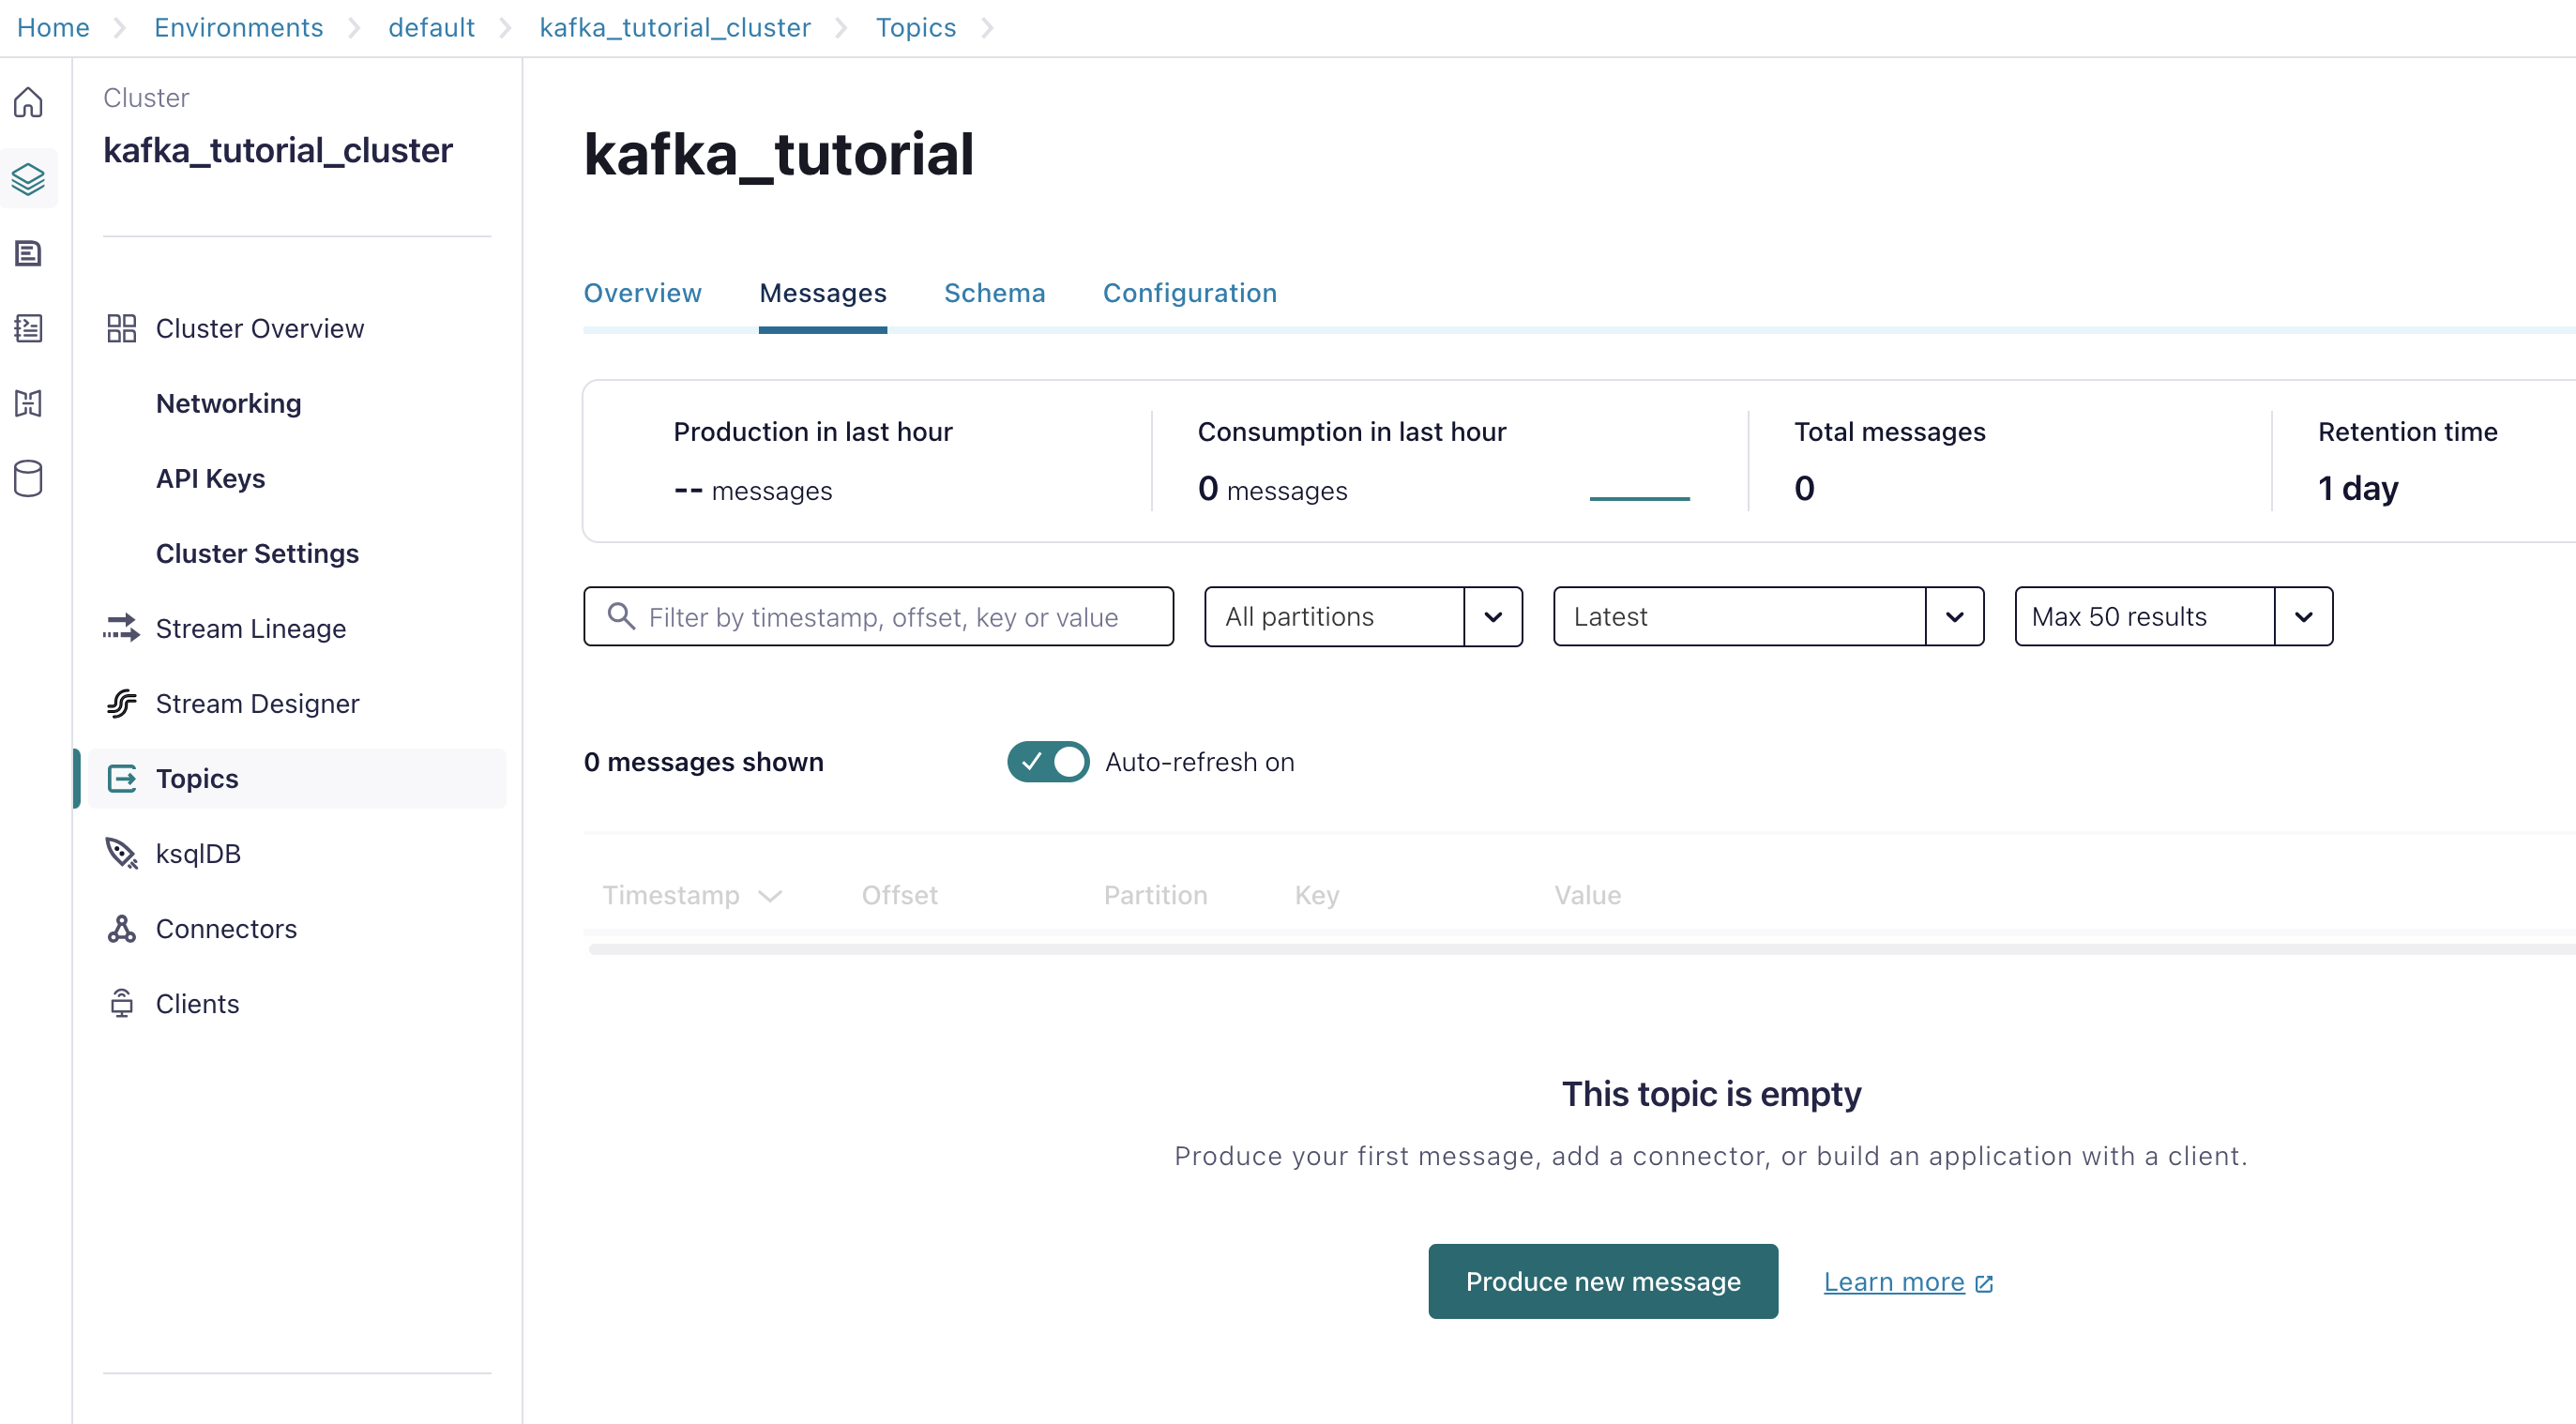 Home Environments default kafka_tutorial_cluster Topics
Cluster
kafka_tutorial_cluster
Cluster Overview
Networking
API Keys
Cluster Settings
Stream Lineage
Stream Designer
Topics
ksqlDB
Connectors
Clients
kafka_tutorial
Overview Messages Schema Configuration
Production in last hour
-- messages
Consumption in last hour
0 messages
Total messages
0
Retention time
1 day
Filter by timestamp, offset, key or value All partitions Latest Max 50 results
0 messages shown Auto-refresh on
Timestamp Offset Partition Key Value
This topic is empty
Produce your first message, add a connector, or build an application with a client.
Produce new message Learn more